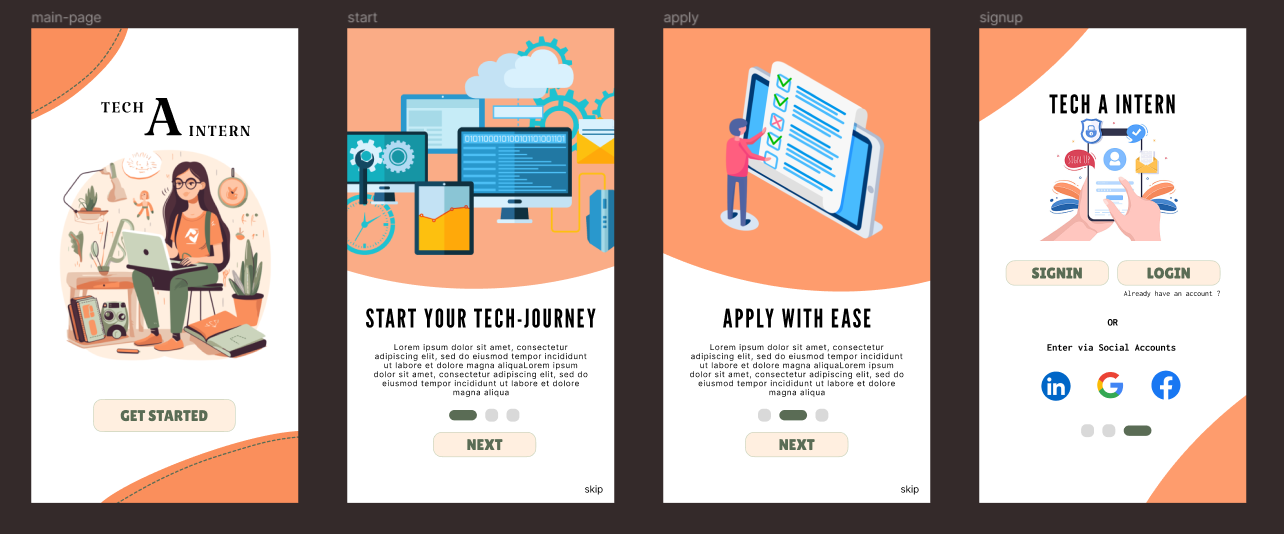 main-page
TECH
A
INTERN
GET STARTED
start
01011000101001011010011101
START YOUR TECH-JOURNEY
Lorem ipsum dolor sit amet, consectetur
adipiscing elit, sed do eiusmod tempor incididunt
ut labore et dolore magna aliquaLorem ipsum
dolor sit amet, consectetur adipiscing elit, sed do
eiusmod tempor incididunt ut labore et dolore
magna aliqua
NEXT
skip
apply
APPLY WITH EASE
Lorem ipsum dolor sit amet, consectetur
adipiscing elit, sed do eiusmod tempor incididunt
ut labore et dolore magna aliquaLorem ipsum
dolor sit amet, consectetur adipiscing elit, sed do
eiusmod tempor incididunt ut labore et dolore
magna aliqua
NEXT
skip
signup
TECH A INTERN
SIGN UP
SIGNIN
LOGIN
Already have an account ?
OR
Enter via Social Accounts
in
G
f